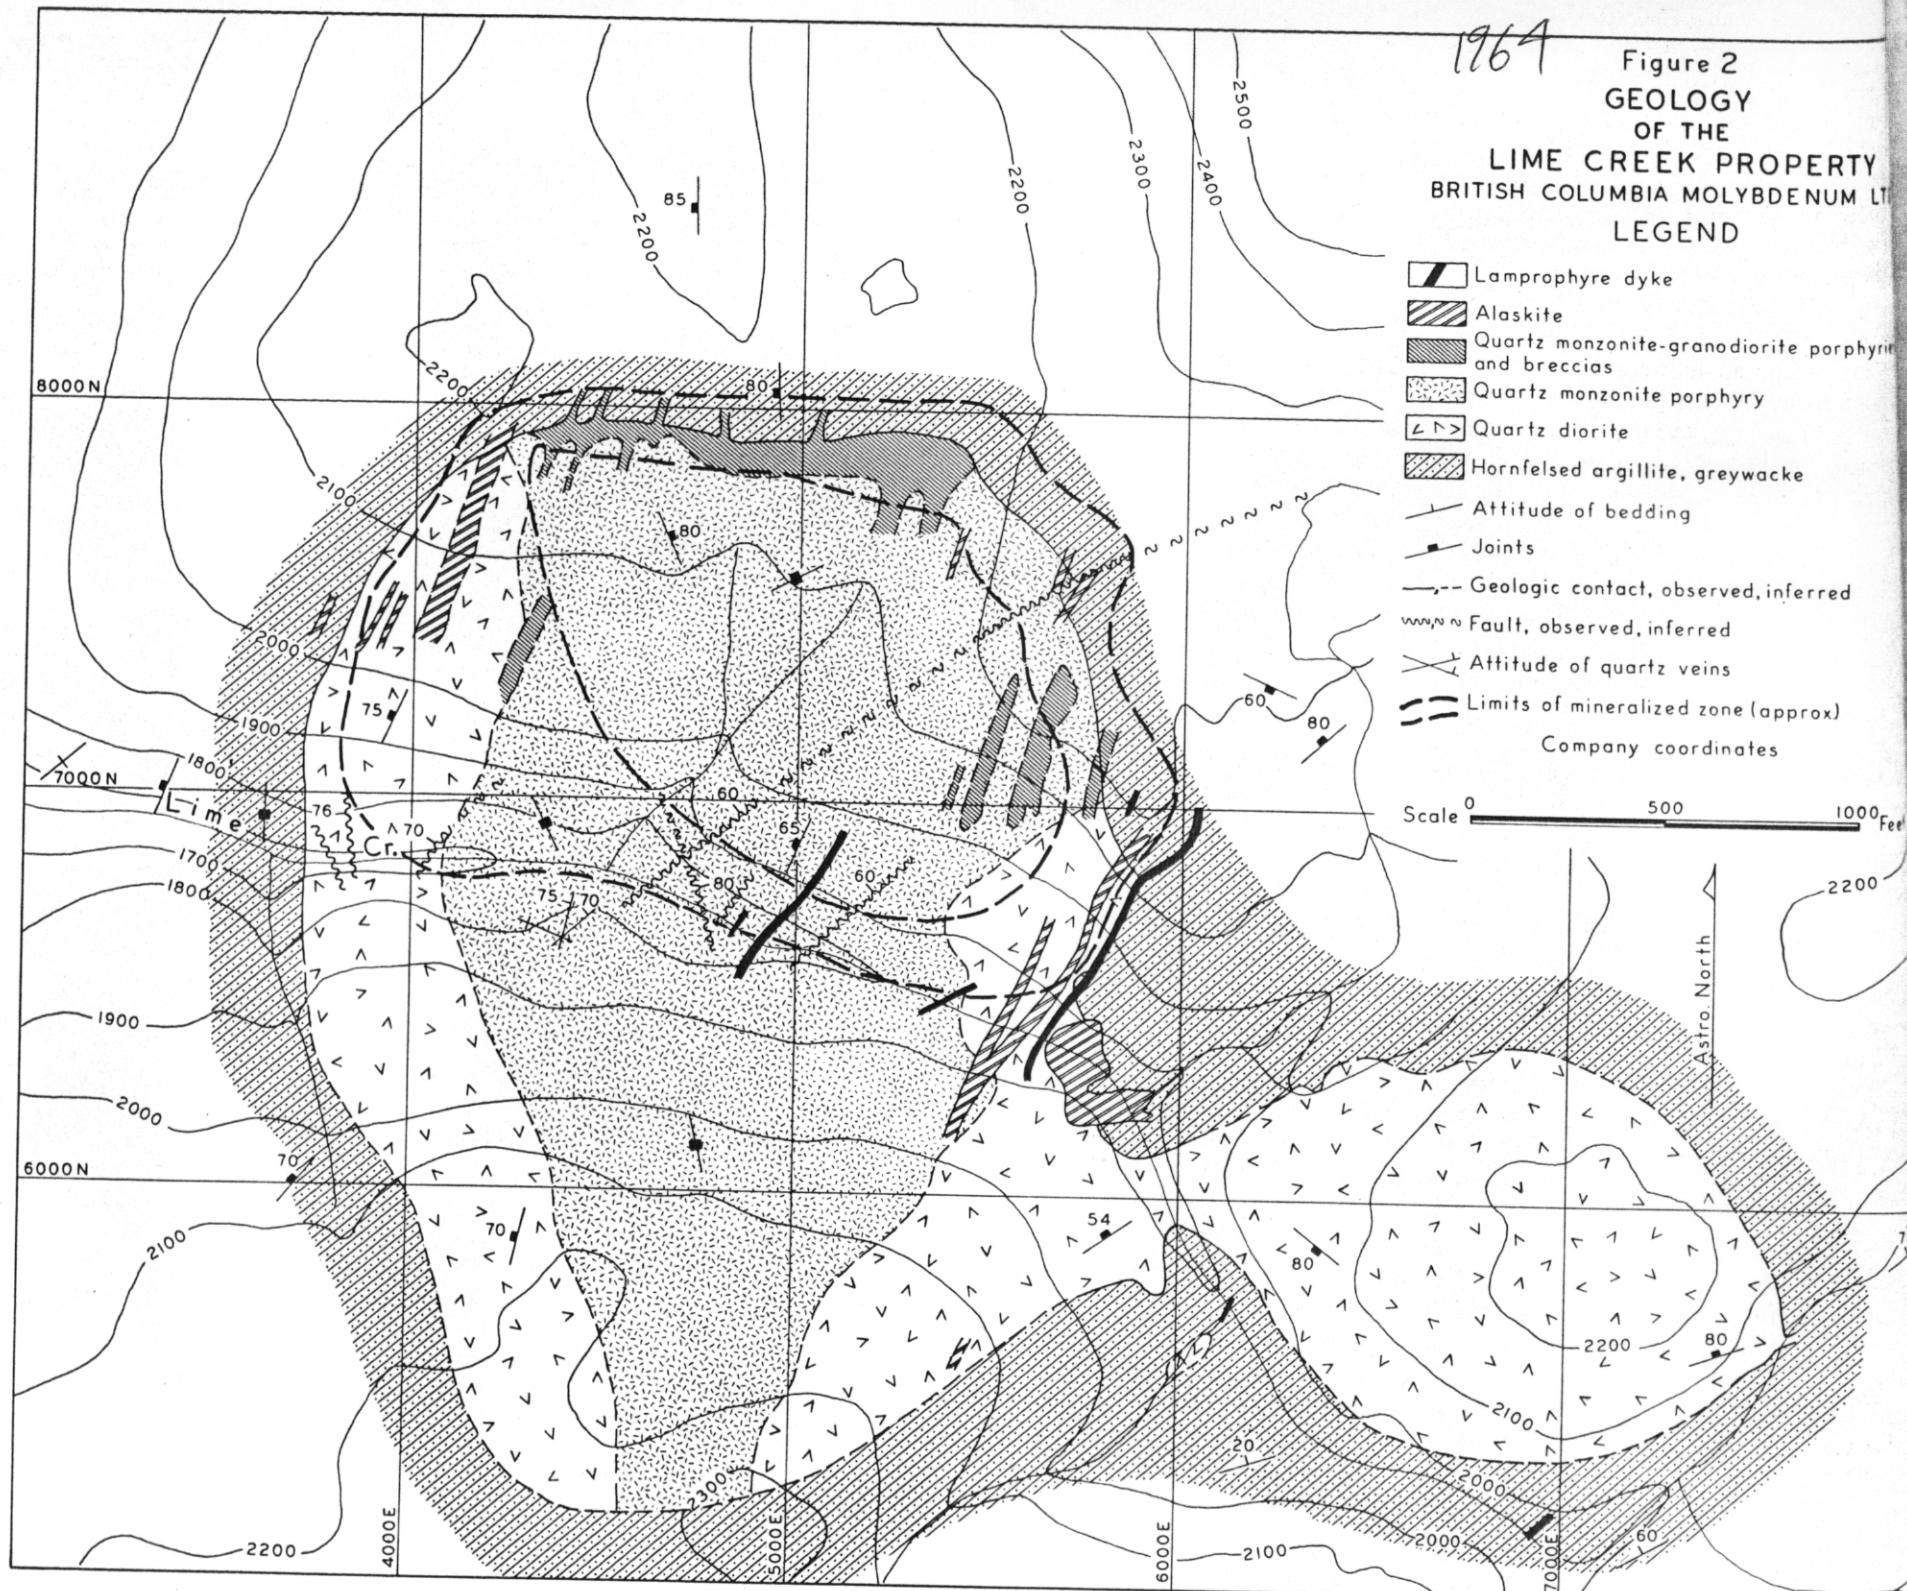 1964
Figure 2
GEOLOGY
OF THE
LIME CREEK PROPERTY
BRITISH COLUMBIA MOLYBDENUM LT
LEGEND
Lamprophyre dyke
Alaskite
Quartz monzonite-granodiorite porphyri
and breccias
Quartz monzonite porphyry
Quartz diorite
Hornfelsed argillite, greywacke
Attitude of bedding
Joints
Geologic contact, observed, inferred
Fault, observed, inferred
Attitude of quartz veins
Limits of mineralized zone (approx)
Company coordinates
Scale 0 500 1000 Feet
Astro. North
2500
2300
2400
2200
85
2200
8000N
2200
80
2100
80
2000
75
1900
60
80
1800
7000N
Lime
Cr.
76
70
60
65
1700
1800
80
60
75
70
2200
1900
2000
6000N
70
2100
70
54
80
2200
80
2100
20
2000
2300
2200
2100
2000
60
4000E
5000E
6000E
7000E